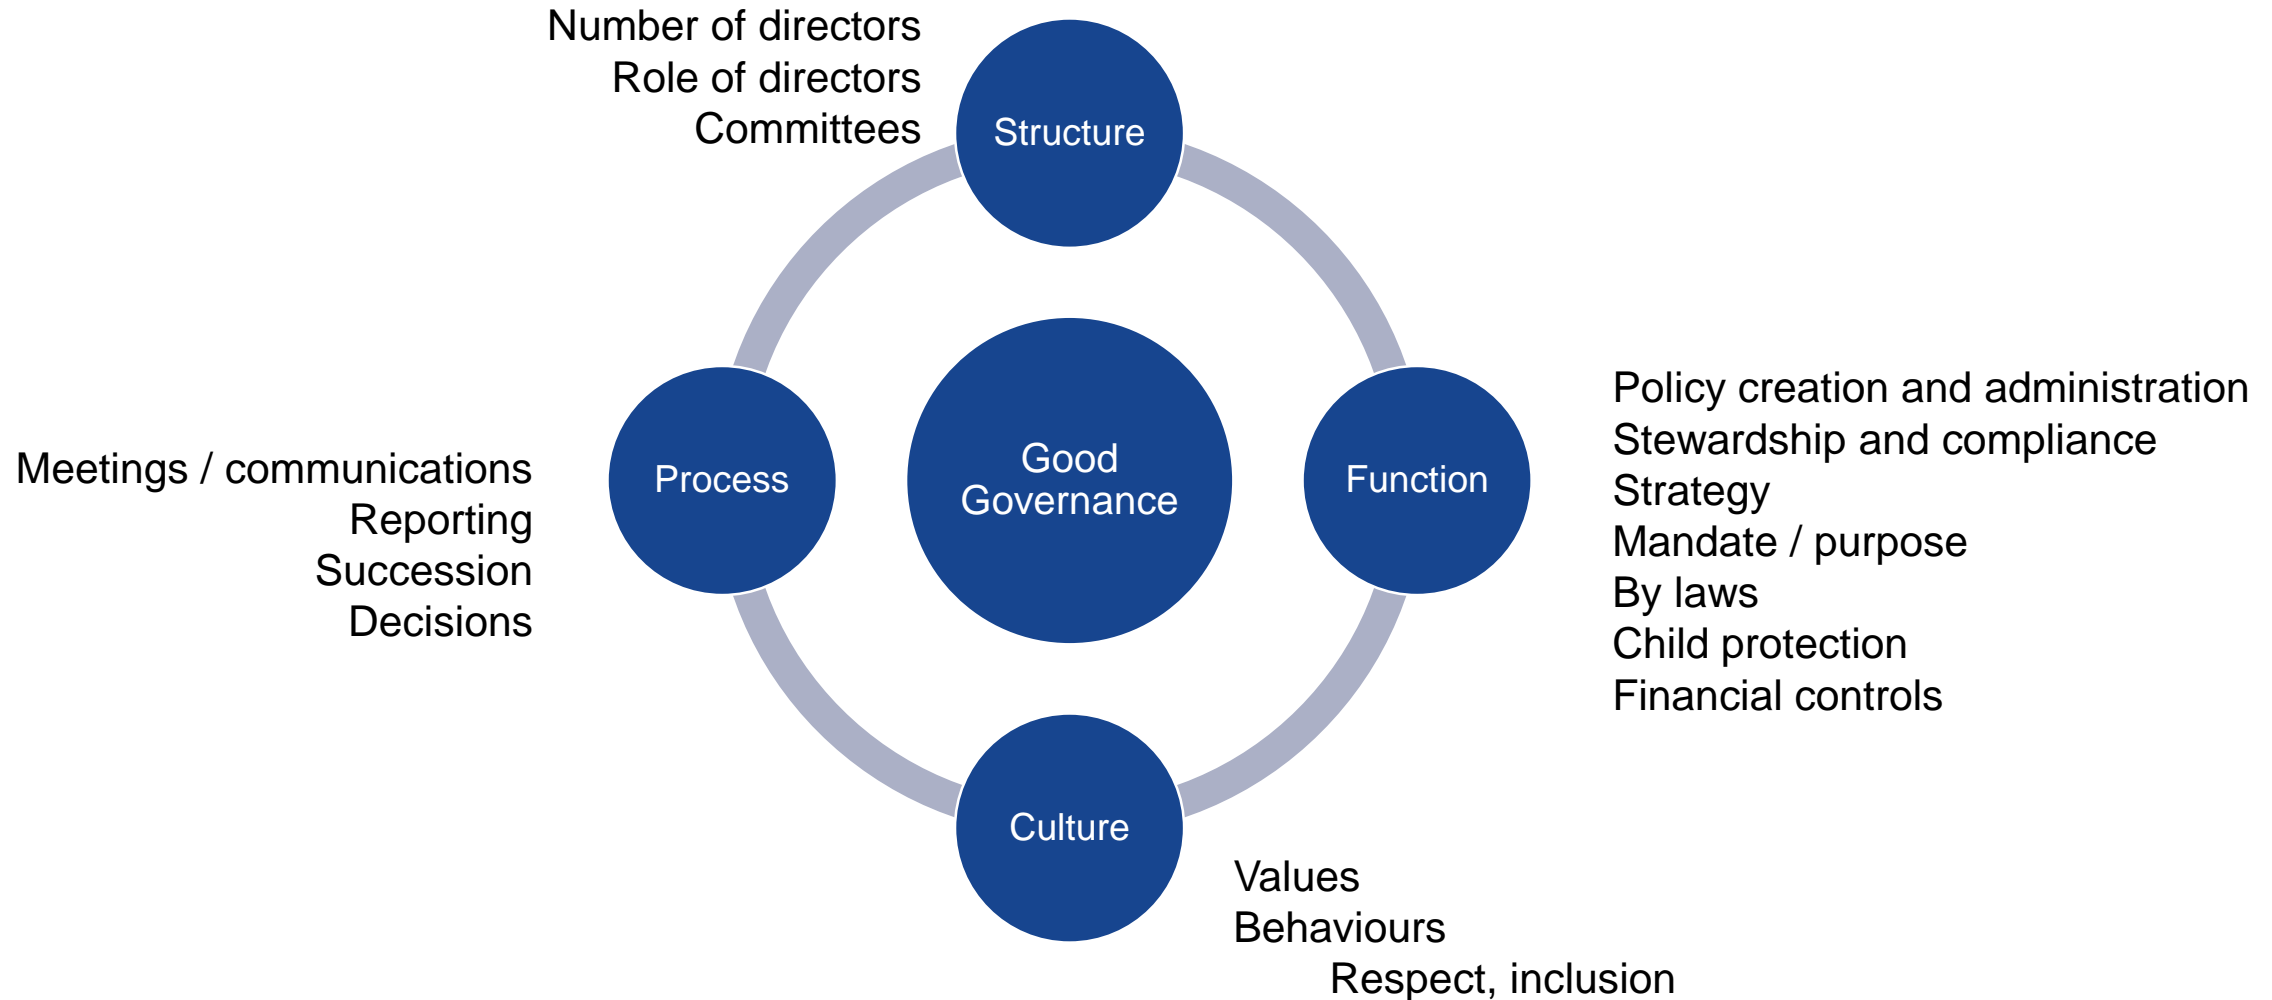 Number of directors
Role of directors
Committees
Structure
Meetings / communications
Reporting
Succession
Decisions
Process
Good
Governance
Function
Policy creation and administration
Stewardship and compliance
Strategy
Mandate / purpose
By laws
Child protection
Financial controls
Culture
Values
Behaviours
Respect, inclusion